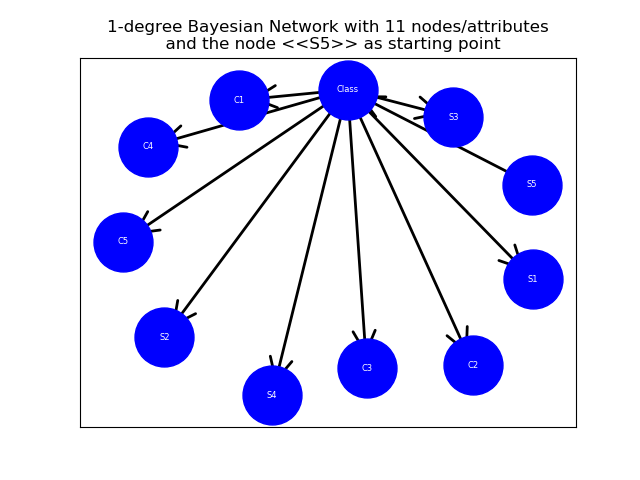 1-degree Bayesian Network with 11 nodes/attributes
and the node <<S5>> as starting point
Class
C1
S3
C4
S5
C5
S1
S2
C3
C2
S4